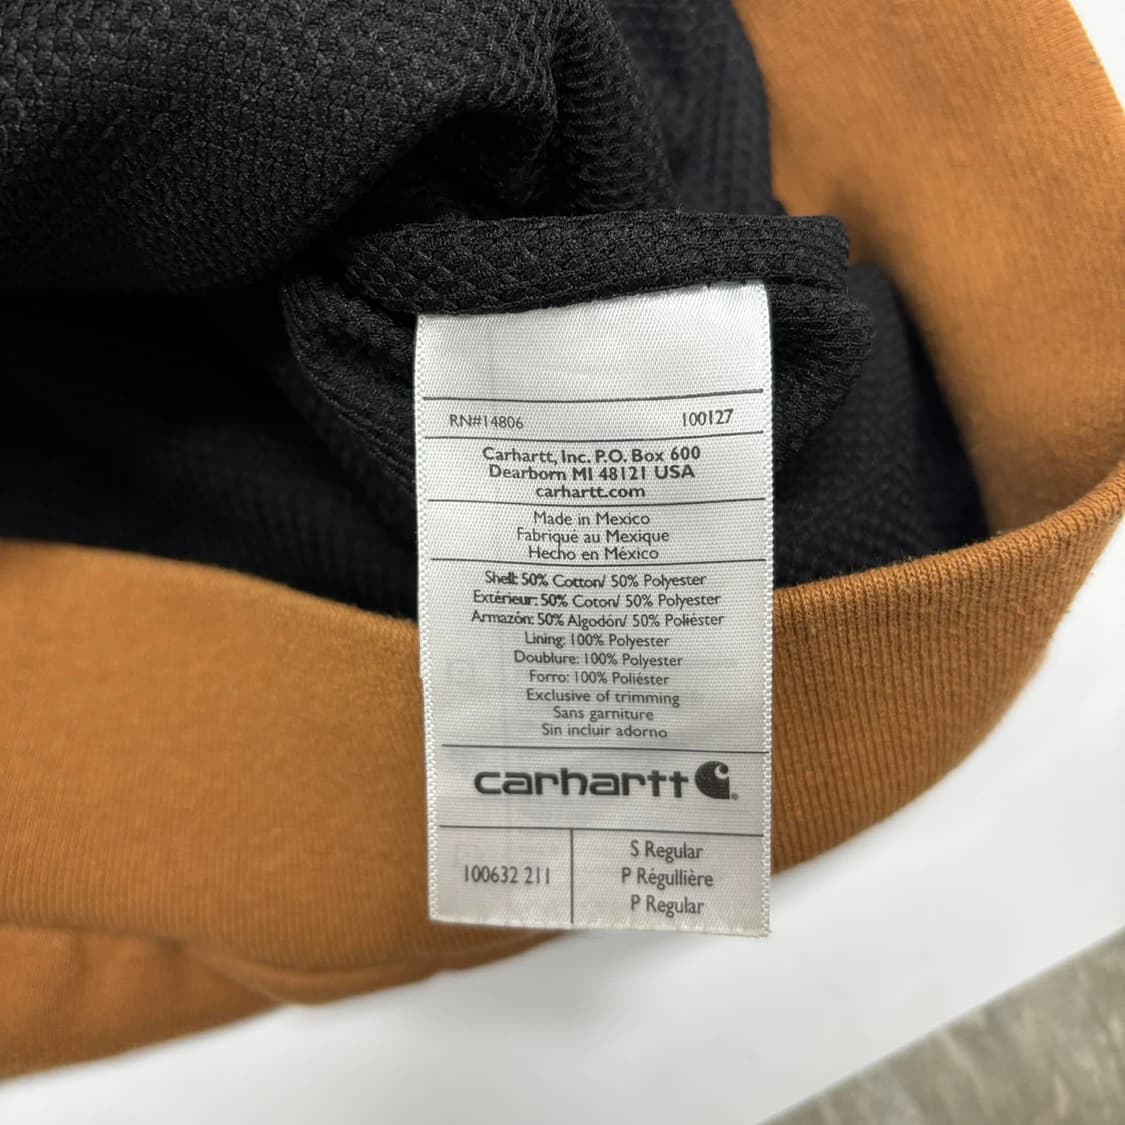 RN#14806 100127
Carhartt, Inc. P.O. Box 600
Dearborn MI 48121 USA
carhartt.com
Made in Mexico
Fabriqué au Mexique
Hecho en México
Shell: 50% Cotton/ 50% Polyester
Extérieur: 50% Coton/ 50% Polyester
Armazón: 50% Algodón/ 50% Poliéster
Lining: 100% Polyester
Doublure: 100% Polyester
Forro: 100% Poliéster
Exclusive of trimming
Sans garniture
Sin incluir adorno
carhartt
100632 211
S Regular
P Régullière
P Regular